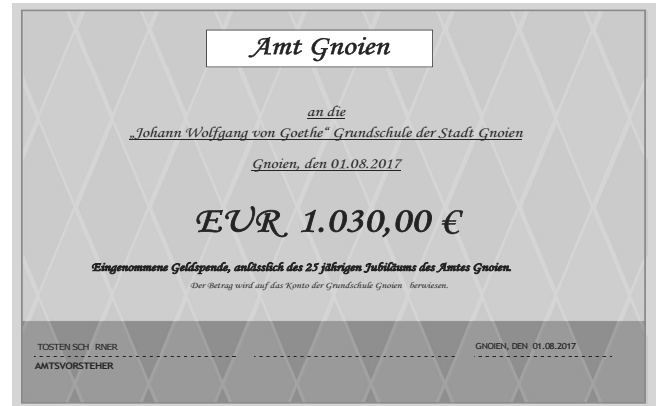 Amt Gnoien
an die
„Johann Wolfgang von Goethe“ Grundschule der Stadt Gnoien
Gnoien, den 01.08.2017
EUR 1.030,00 €
Eingenommene Geldspende, anlässlich des 25 jährigen Jubiläums des Amtes Gnoien.
Der Betrag wird auf das Konto der Grundschule Gnoien berwiesen.
TOSTEN SCH RNER GNOIEN, DEN 01.08.2017
AMTSVORSTEHER